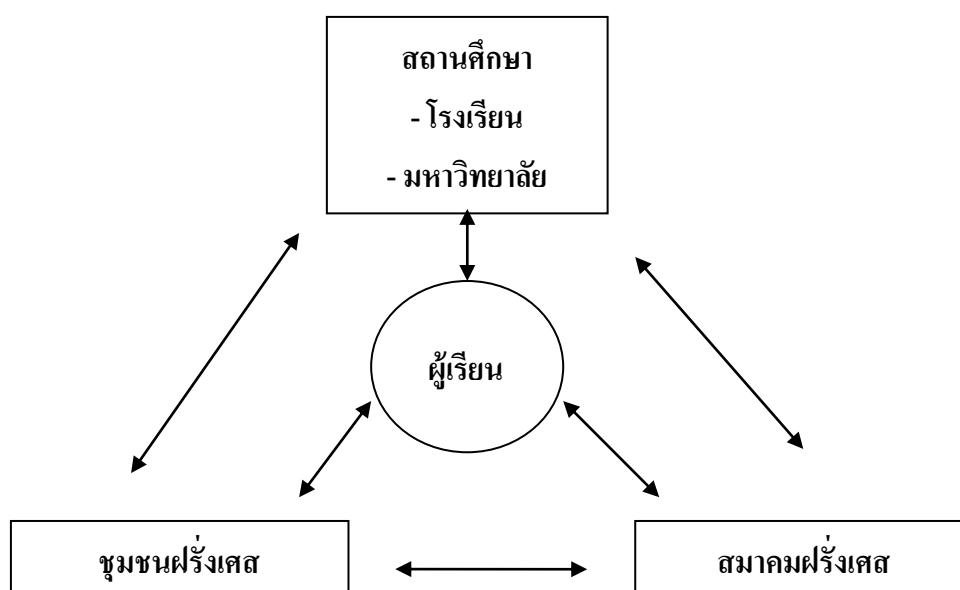 สถานศึกษา
- โรงเรียน
- มหาวิทยาลัย
ผู้เรียน
ชุมชนฝรั่งเศส
สมาคมฝรั่งเศส